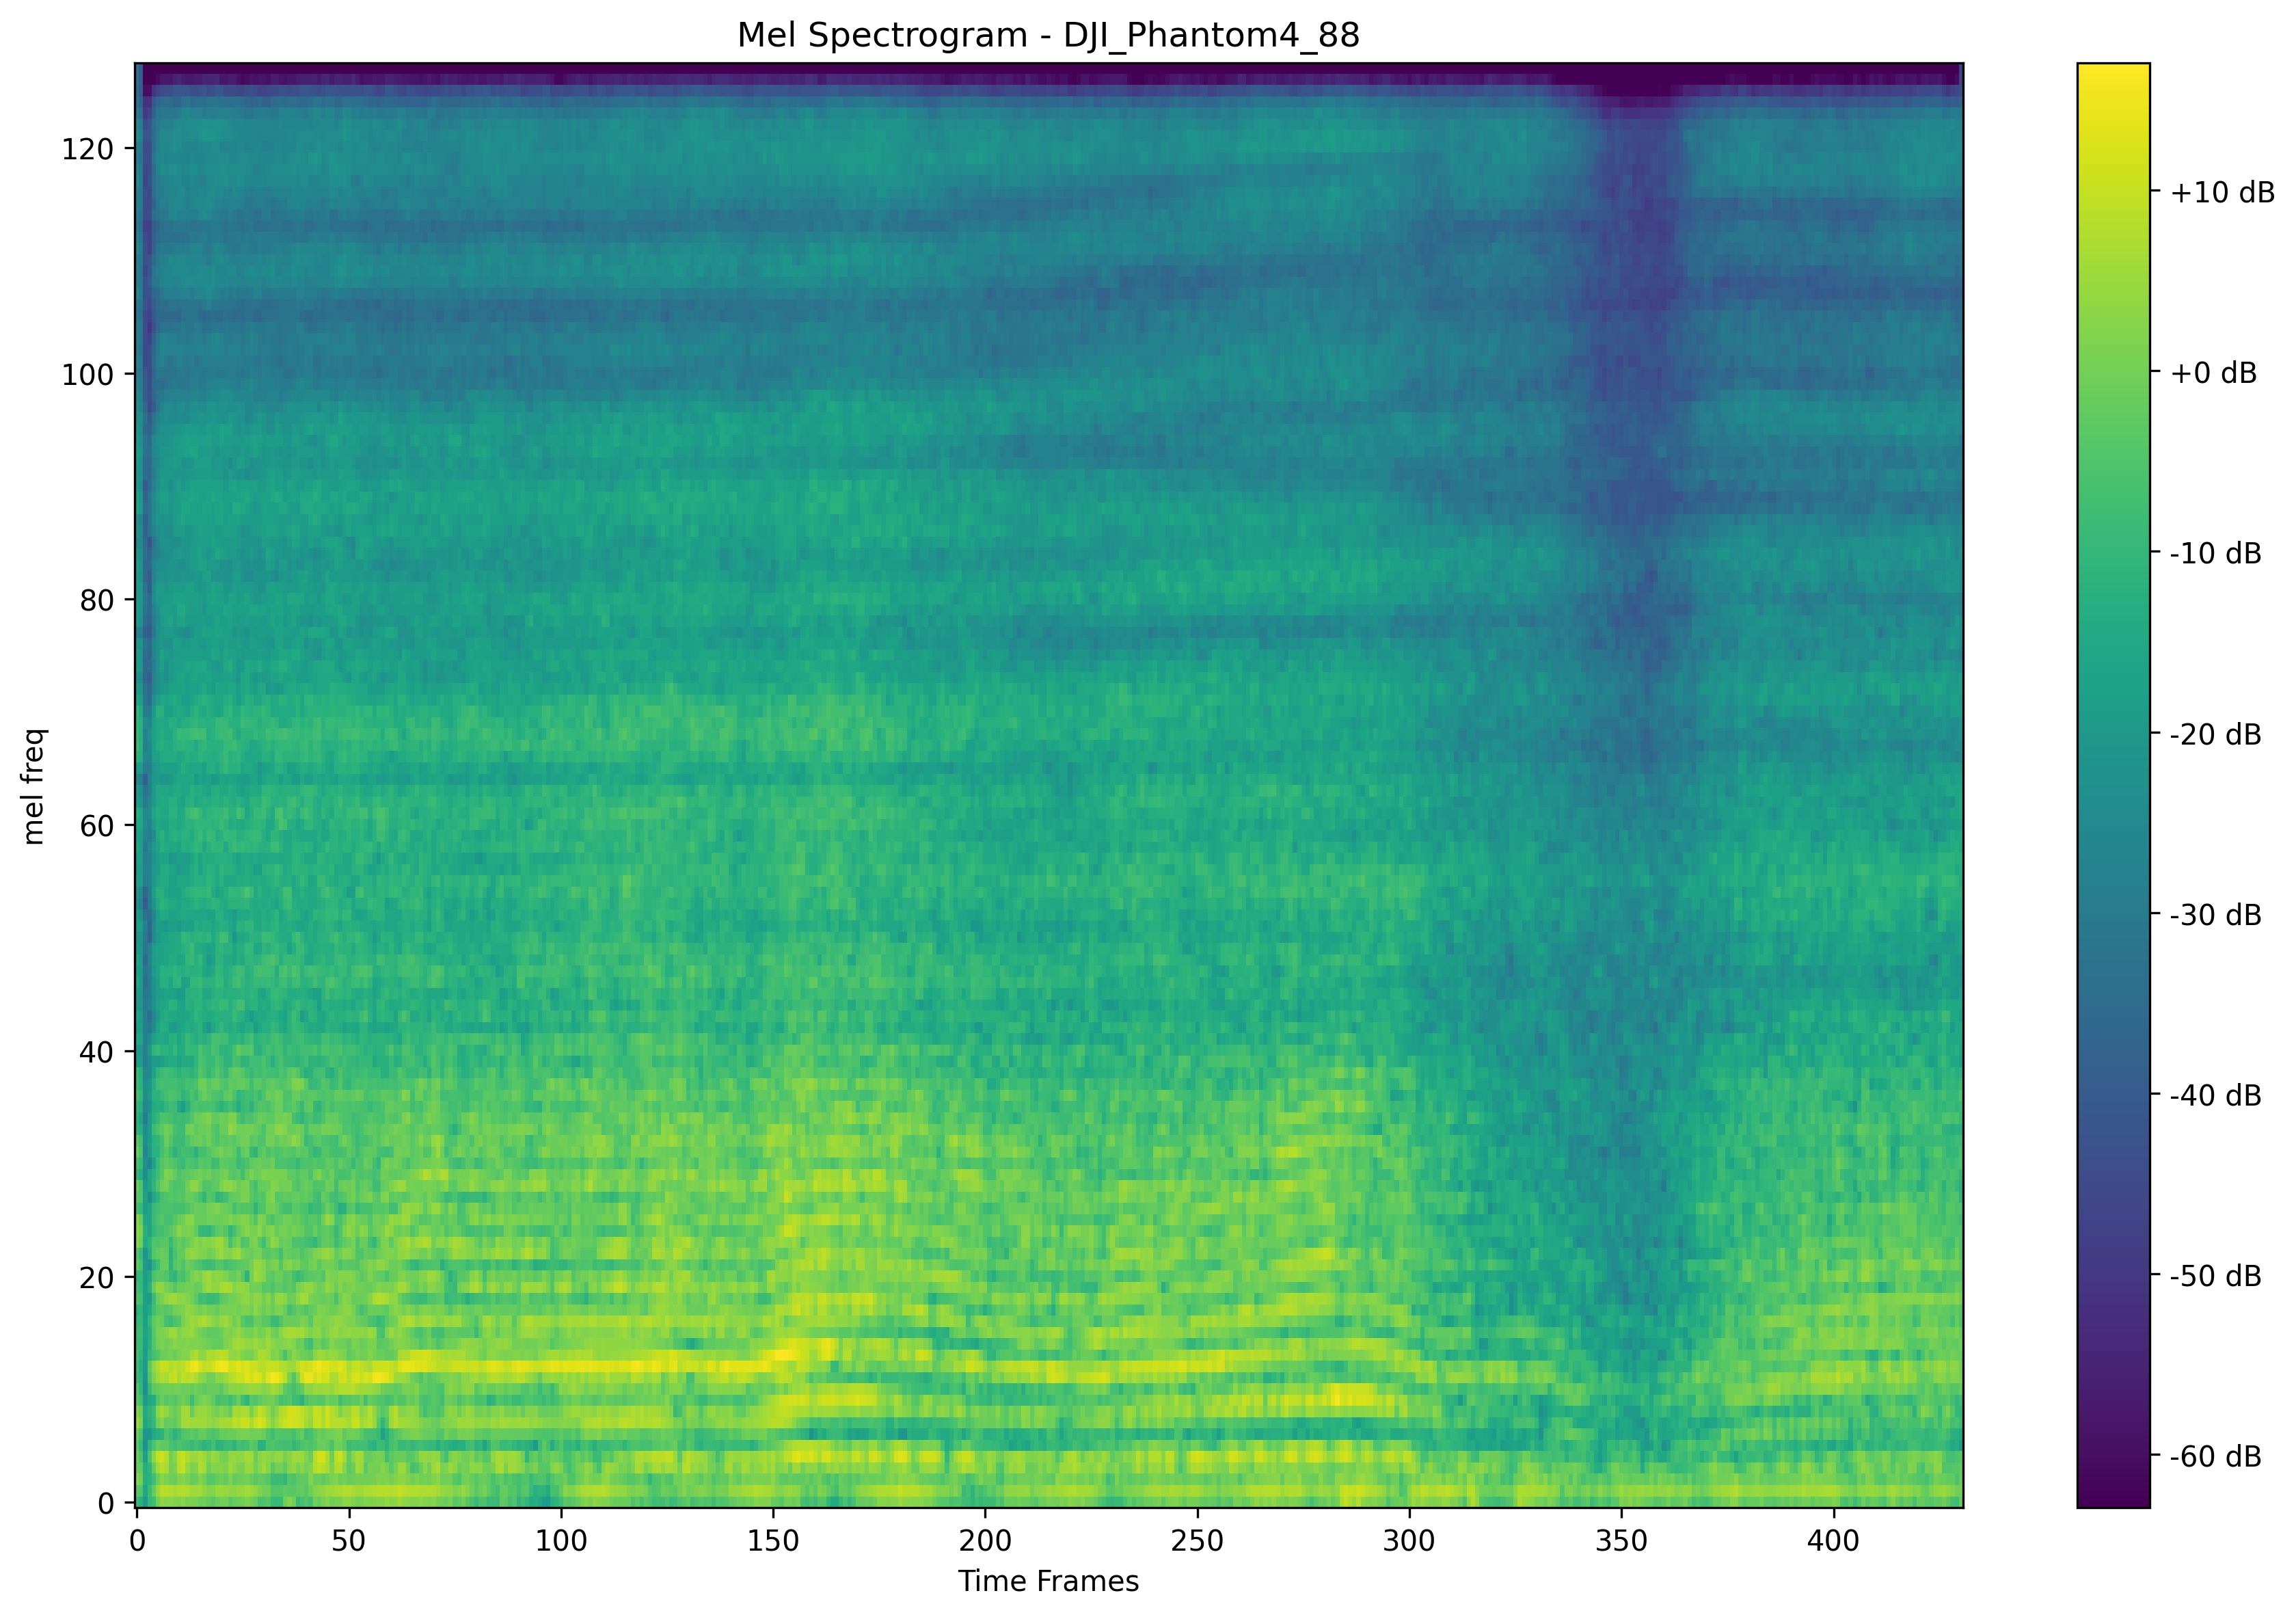 Mel Spectrogram - DJI_Phantom4_88
mel freq
120
100
80
60
40
20
0
0 50 100 150 200 250 300 350 400
Time Frames
+10 dB
+0 dB
-10 dB
-20 dB
-30 dB
-40 dB
-50 dB
-60 dB